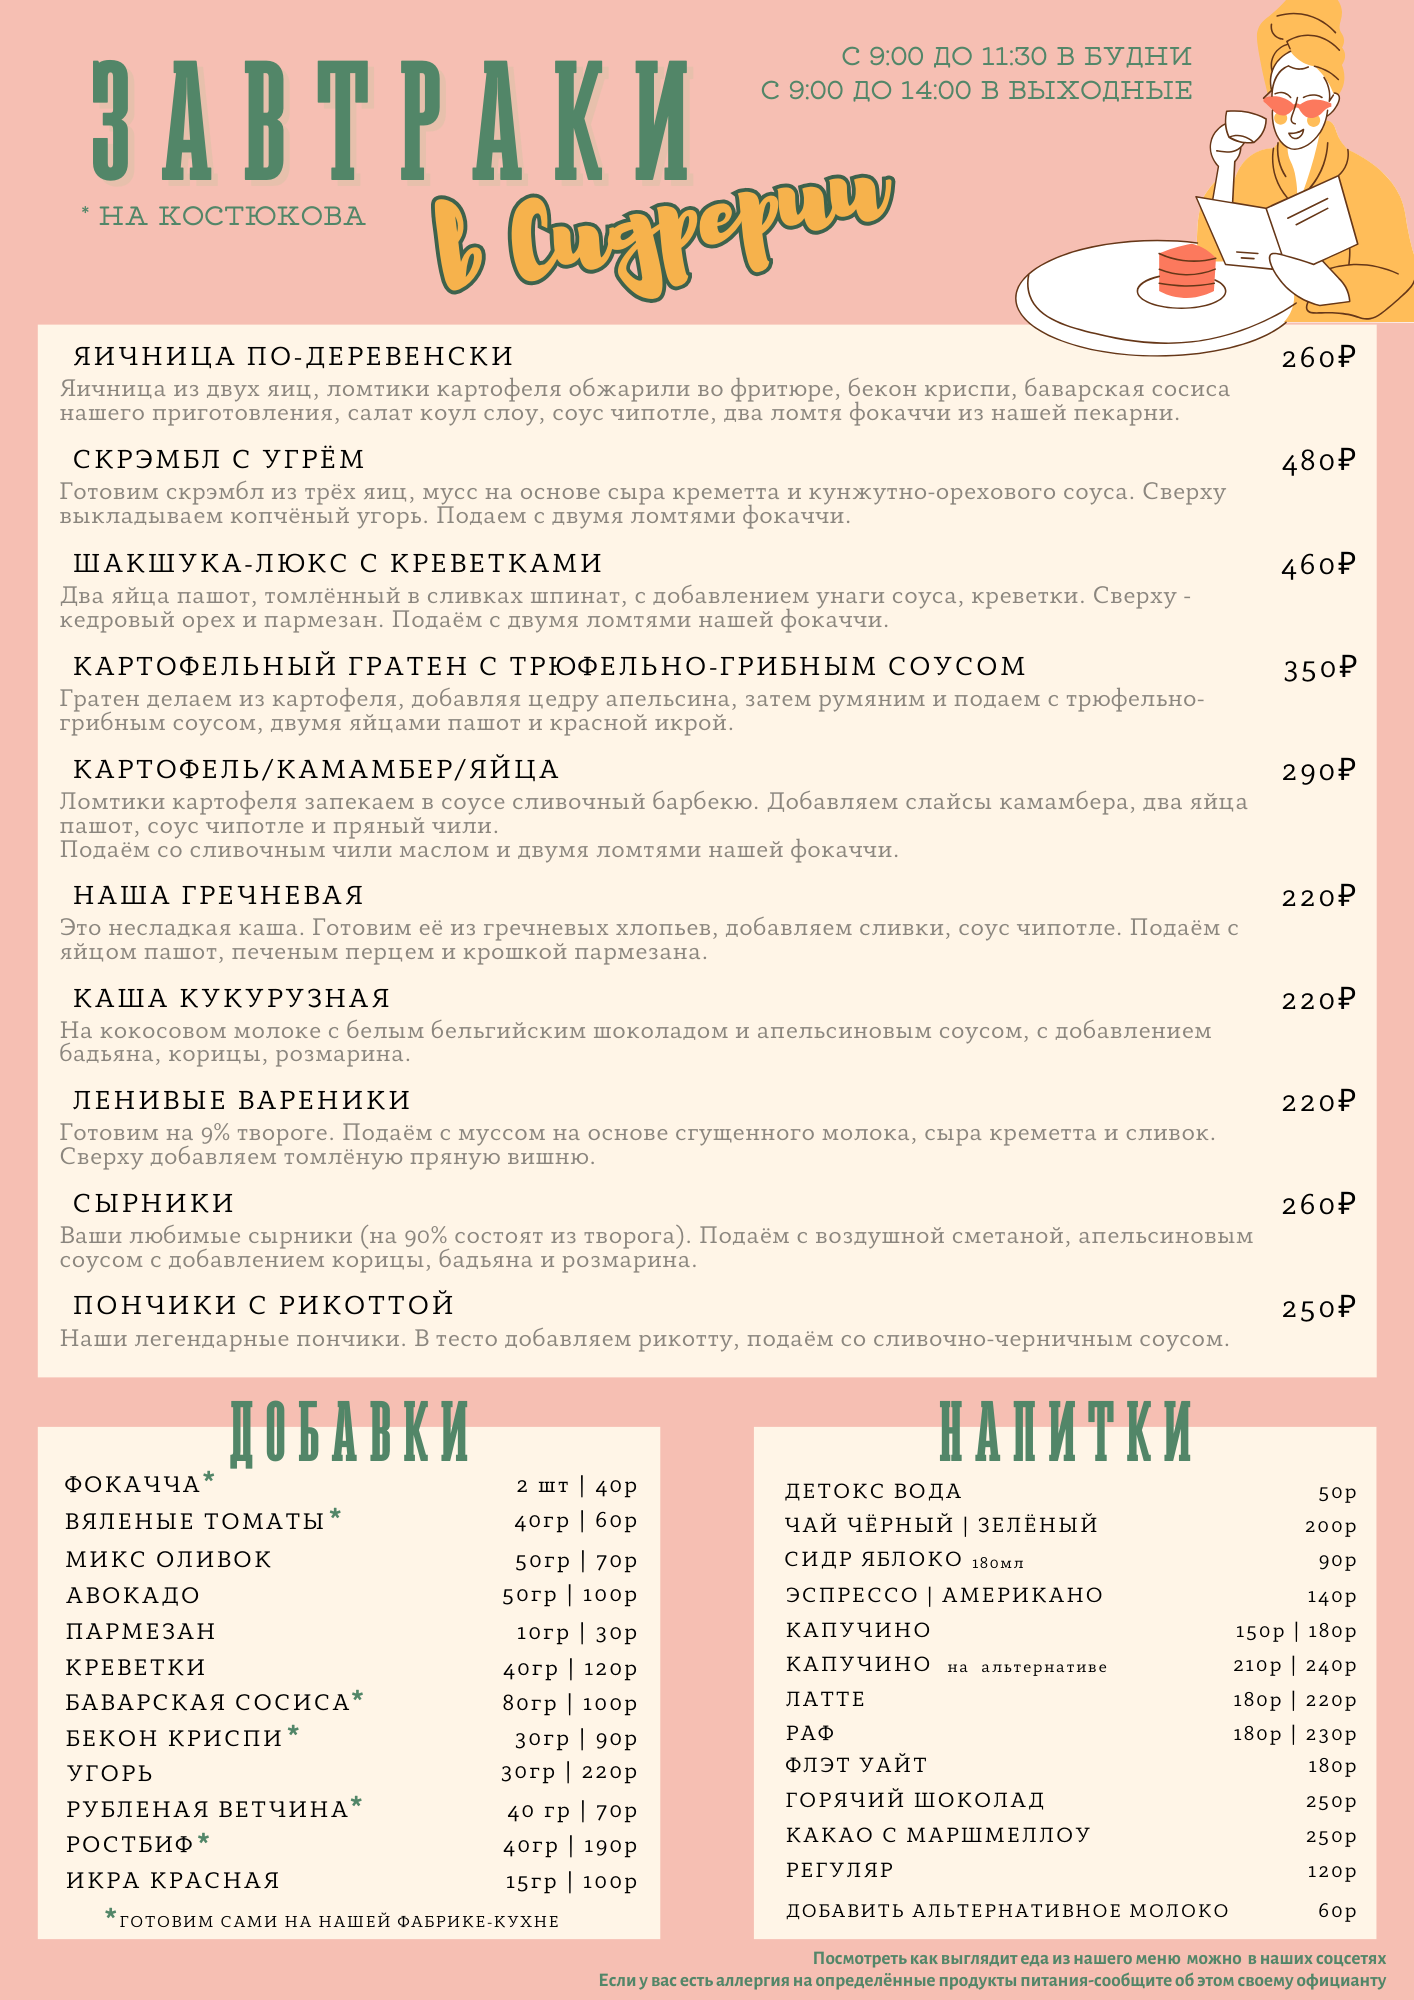 ЗАВТРАКИ
С 9:00 ДО 11:30 В БУДНИ
С 9:00 ДО 14:00 В ВЫХОДНЫЕ
* НА КОСТЮКОВА
в Сидрерии
ЯИЧНИЦА ПО-ДЕРЕВЕНСКИ 260₽
Яичница из двух яиц, ломтики картофеля обжарили во фритюре, бекон криспи, баварская сосиса
нашего приготовления, салат коул слоу, соус чипотле, два ломтя фокаччи из нашей пекарни.
СКРЭМБЛ С УГРЁМ 480₽
Готовим скрэмбл из трёх яиц, мусс на основе сыра креметта и кунжутно-орехового соуса. Сверху
выкладываем копчёный угорь. Подаем с двумя ломтями фокаччи.
ШАКШУКА-ЛЮКС С КРЕВЕТКАМИ 460₽
Два яйца пашот, томлённый в сливках шпинат, с добавлением унаги соуса, креветки. Сверху -
кедровый орех и пармезан. Подаём с двумя ломтями нашей фокаччи.
КАРТОФЕЛЬНЫЙ ГРАТЕН С ТРЮФЕЛЬНО-ГРИБНЫМ СОУСОМ 350₽
Гратен делаем из картофеля, добавляя цедру апельсина, затем румяним и подаем с трюфельно-
грибным соусом, двумя яйцами пашот и красной икрой.
КАРТОФЕЛЬ/КАМАМБЕР/ЯЙЦА 290₽
Ломтики картофеля запекаем в соусе сливочный барбекю. Добавляем слайсы камамбера, два яйца
пашот, соус чипотле и пряный чили.
Подаём со сливочным чили маслом и двумя ломтями нашей фокаччи.
НАША ГРЕЧНЕВАЯ 220₽
Это несладкая каша. Готовим её из гречневых хлопьев, добавляем сливки, соус чипотле. Подаём с
яйцом пашот, печеным перцем и крошкой пармезана.
КАША КУКУРУЗНАЯ 220₽
На кокосовом молоке с белым бельгийским шоколадом и апельсиновым соусом, с добавлением
бадьяна, корицы, розмарина.
ЛЕНИВЫЕ ВАРЕНИКИ 220₽
Готовим на 9% твороге. Подаём с муссом на основе сгущенного молока, сыра креметта и сливок.
Сверху добавляем томлёную пряную вишню.
СЫРНИКИ 260₽
Ваши любимые сырники (на 90% состоят из творога). Подаём с воздушной сметаной, апельсиновым
соусом с добавлением корицы, бадьяна и розмарина.
ПОНЧИКИ С РИКОТТОЙ 250₽
Наши легендарные пончики. В тесто добавляем рикотту, подаём со сливочно-черничным соусом.
ДОБАВКИ
ФОКАЧЧА* 2 шт | 40р
ВЯЛЕНЫЕ ТОМАТЫ* 40гр | 60р
МИКС ОЛИВОК 50гр | 70р
АВОКАДО 50гр | 100р
ПАРМЕЗАН 10гр | 30р
КРЕВЕТКИ 40гр | 120р
БАВАРСКАЯ СОСИСА* 80гр | 100р
БЕКОН КРИСПИ* 30гр | 90р
УГОРЬ 30гр | 220р
РУБЛЕНАЯ ВЕТЧИНА* 40 гр | 70р
РОСТБИФ* 40гр | 190р
ИКРА КРАСНАЯ 15гр | 100р
*ГОТОВИМ САМИ НА НАШЕЙ ФАБРИКЕ-КУХНЕ
НАПИТКИ
ДЕТОКС ВОДА 50р
ЧАЙ ЧЁРНЫЙ | ЗЕЛЁНЫЙ 200р
СИДР ЯБЛОКО 180мл 90р
ЭСПРЕССО | АМЕРИКАНО 140р
КАПУЧИНО 150р | 180р
КАПУЧИНО на альтернативе 210р | 240р
ЛАТТЕ 180р | 220р
РАФ 180р | 230р
ФЛЭТ УАЙТ 180р
ГОРЯЧИЙ ШОКОЛАД 250р
КАКАО С МАРШМЕЛЛОУ 250р
РЕГУЛЯР 120р
ДОБАВИТЬ АЛЬТЕРНАТИВНОЕ МОЛОКО 60р
Посмотреть как выглядит еда из нашего меню можно в наших соцсетях
Если у вас есть аллергия на определённые продукты питания-сообщите об этом своему официанту